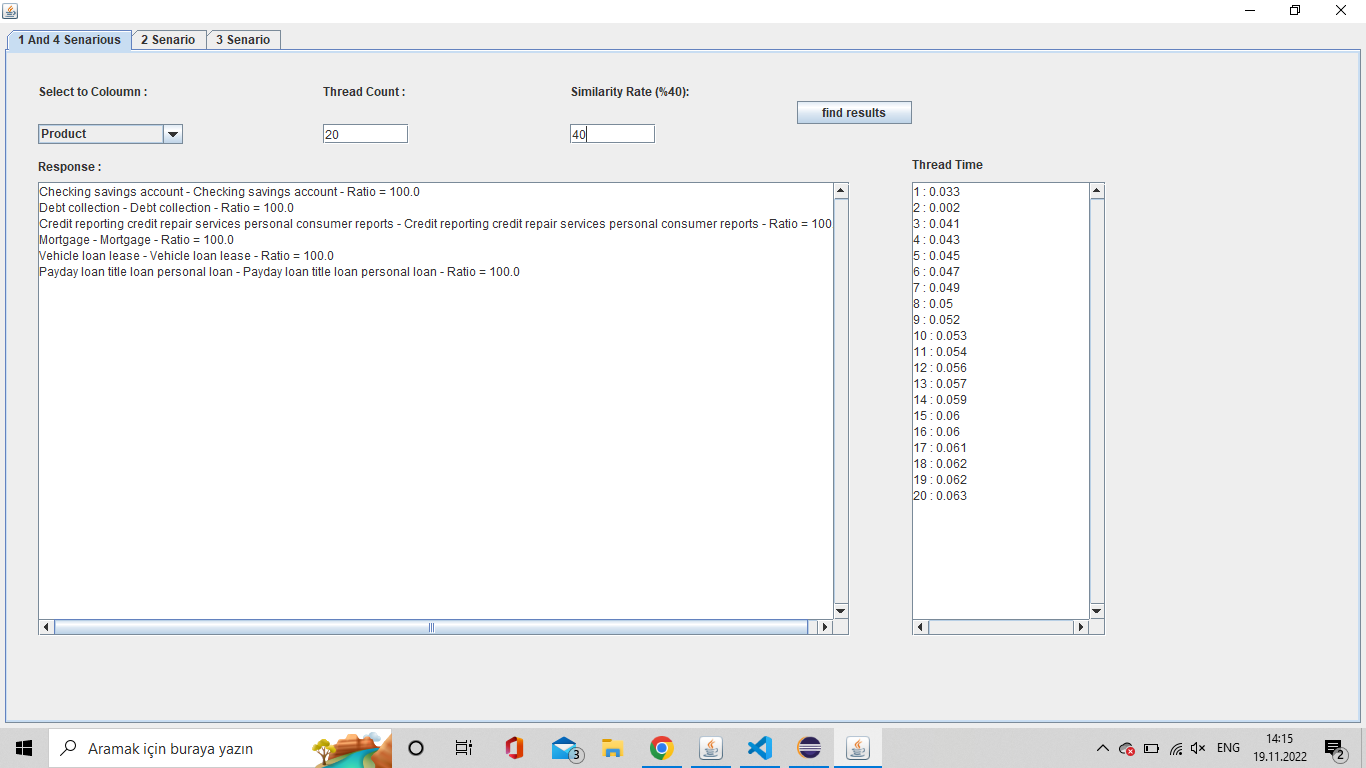 1 And 4 Senarious 2 Senario 3 Senario
Select to Coloumn : Thread Count : Similarity Rate (%40):
find results
Product 20 40
Response : Thread Time
Checking savings account - Checking savings account - Ratio = 100.0
Debt collection - Debt collection - Ratio = 100.0
Credit reporting credit repair services personal consumer reports - Credit reporting credit repair services personal consumer reports - Ratio = 100
Mortgage - Mortgage - Ratio = 100.0
Vehicle loan lease - Vehicle loan lease - Ratio = 100.0
Payday loan title loan personal loan - Payday loan title loan personal loan - Ratio = 100.0
1 : 0.033
2 : 0.002
3 : 0.041
4 : 0.043
5 : 0.045
6 : 0.047
7 : 0.049
8 : 0.05
9 : 0.052
10 : 0.053
11 : 0.054
12 : 0.056
13 : 0.057
14 : 0.059
15 : 0.06
16 : 0.06
17 : 0.061
18 : 0.062
19 : 0.062
20 : 0.063
Aramak için buraya yazın
3
ENG
14:15
19.11.2022
2